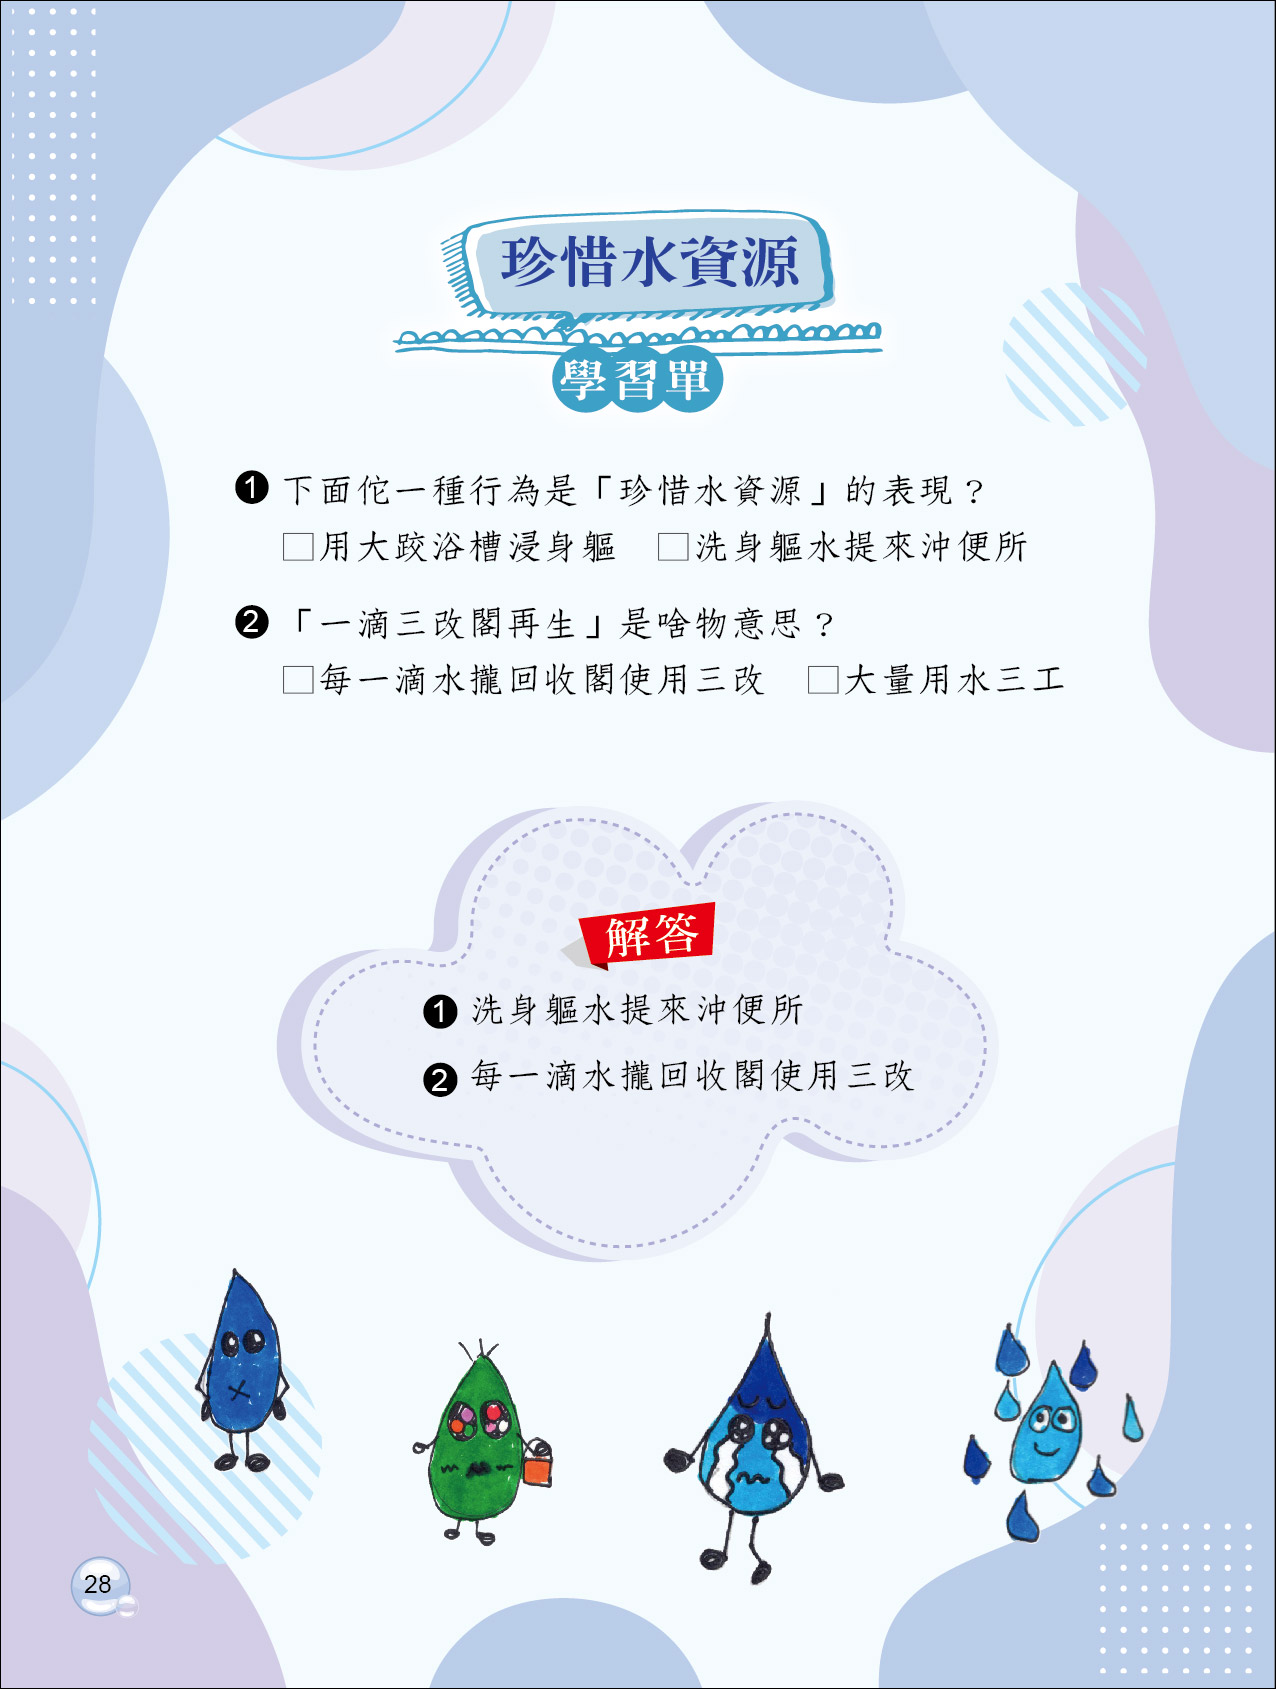 珍惜水資源
學習單
❶ 下面佗一種行為是「珍惜水資源」的表現?
□用大跤浴槽浸身軀 □洗身軀水提來沖便所
❷ 「一滴三改閣再生」是啥物意思?
□每一滴水攏回收閣使用三改 □大量用水三工
解答
❶ 洗身軀水提來沖便所
❷ 每一滴水攏回收閣使用三改
28